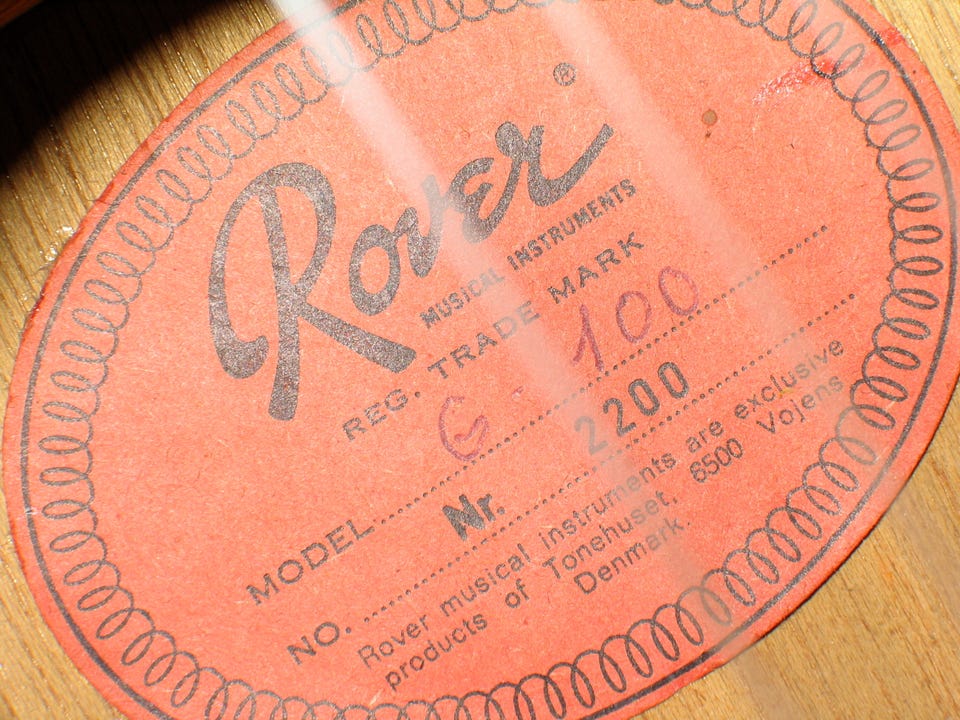 Rover ®
MUSICAL INSTRUMENTS
REG. TRADE MARK
MODEL G-100
NO. Nr. 2200
Rover musical instruments are exclusive
products of Tonehuset. 6500 Vojens
Denmark.